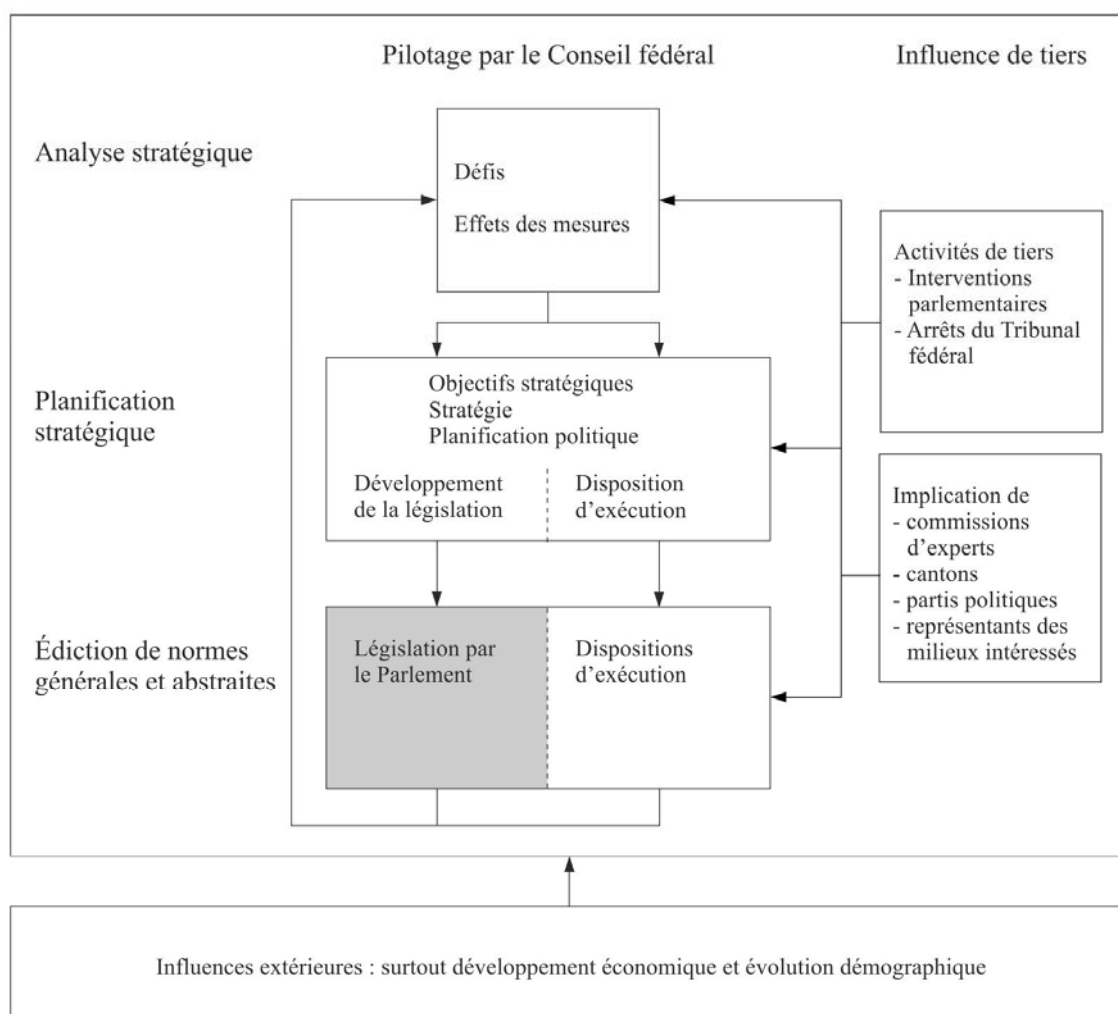 Pilotage par le Conseil fédéral
Influence de tiers
Analyse stratégique
Défis
Effets des mesures
Activités de tiers
- Interventions
parlementaires
- Arrêts du Tribunal
fédéral
Planification
stratégique
Objectifs stratégiques
Stratégie
Planification politique
Développement
de la législation
Disposition
d’exécution
Implication de
- commissions
d’experts
- cantons
- partis politiques
- représentants des
milieux intéressés
Édiction de normes
générales et abstraites
Législation par
le Parlement
Dispositions
d’exécution
Influences extérieures : surtout développement économique et évolution démographique